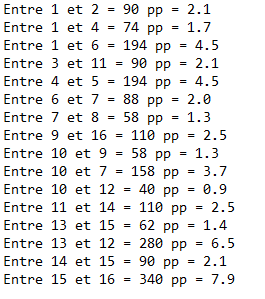 Entre 1 et 2 = 90 pp = 2.1
Entre 1 et 4 = 74 pp = 1.7
Entre 1 et 6 = 194 pp = 4.5
Entre 3 et 11 = 90 pp = 2.1
Entre 4 et 5 = 194 pp = 4.5
Entre 6 et 7 = 88 pp = 2.0
Entre 7 et 8 = 58 pp = 1.3
Entre 9 et 16 = 110 pp = 2.5
Entre 10 et 9 = 58 pp = 1.3
Entre 10 et 7 = 158 pp = 3.7
Entre 10 et 12 = 40 pp = 0.9
Entre 11 et 14 = 110 pp = 2.5
Entre 13 et 15 = 62 pp = 1.4
Entre 13 et 12 = 280 pp = 6.5
Entre 14 et 15 = 90 pp = 2.1
Entre 15 et 16 = 340 pp = 7.9